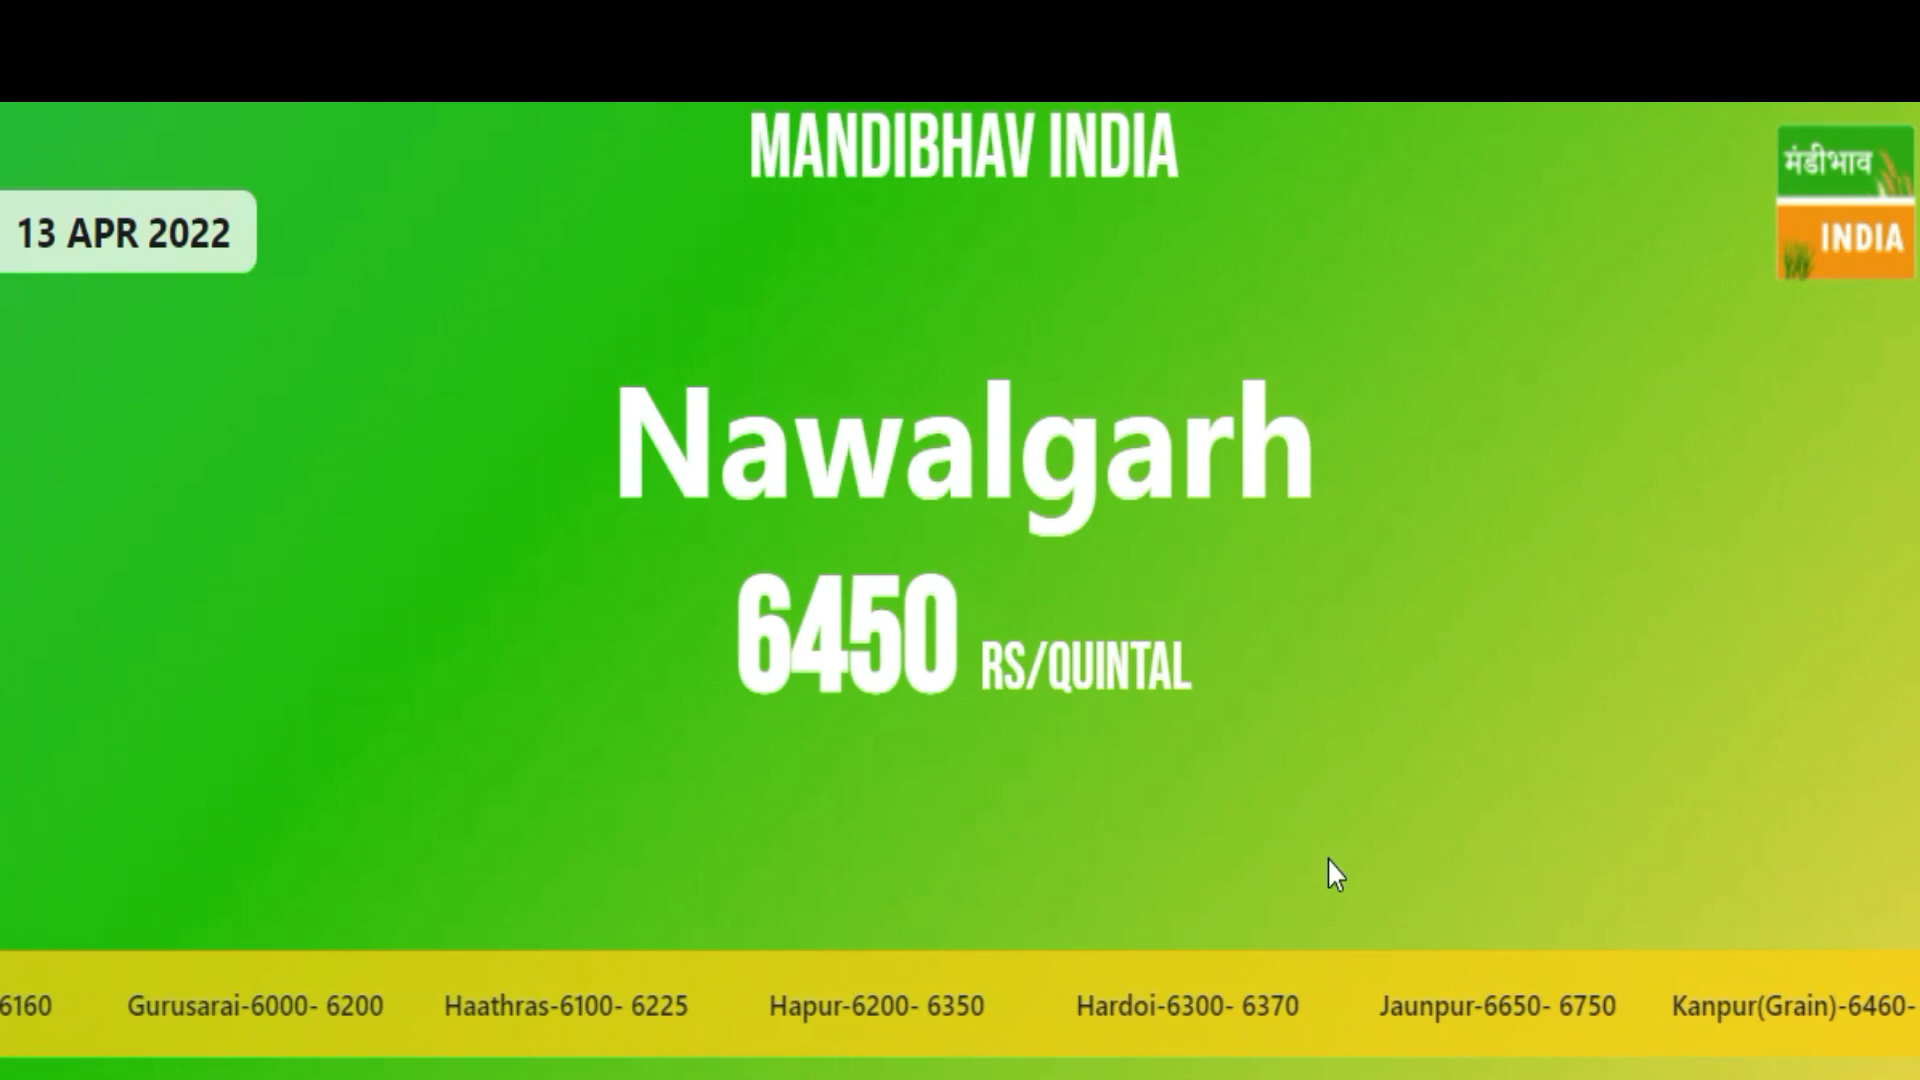 MANDIBHAV INDIA
मंडीभाव
INDIA
13 APR 2022
Nawalgarh
6450 RS/QUINTAL
6160 Gurusarai-6000- 6200 Haathras-6100- 6225 Hapur-6200- 6350 Hardoi-6300- 6370 Jaunpur-6650- 6750 Kanpur(Grain)-6460-